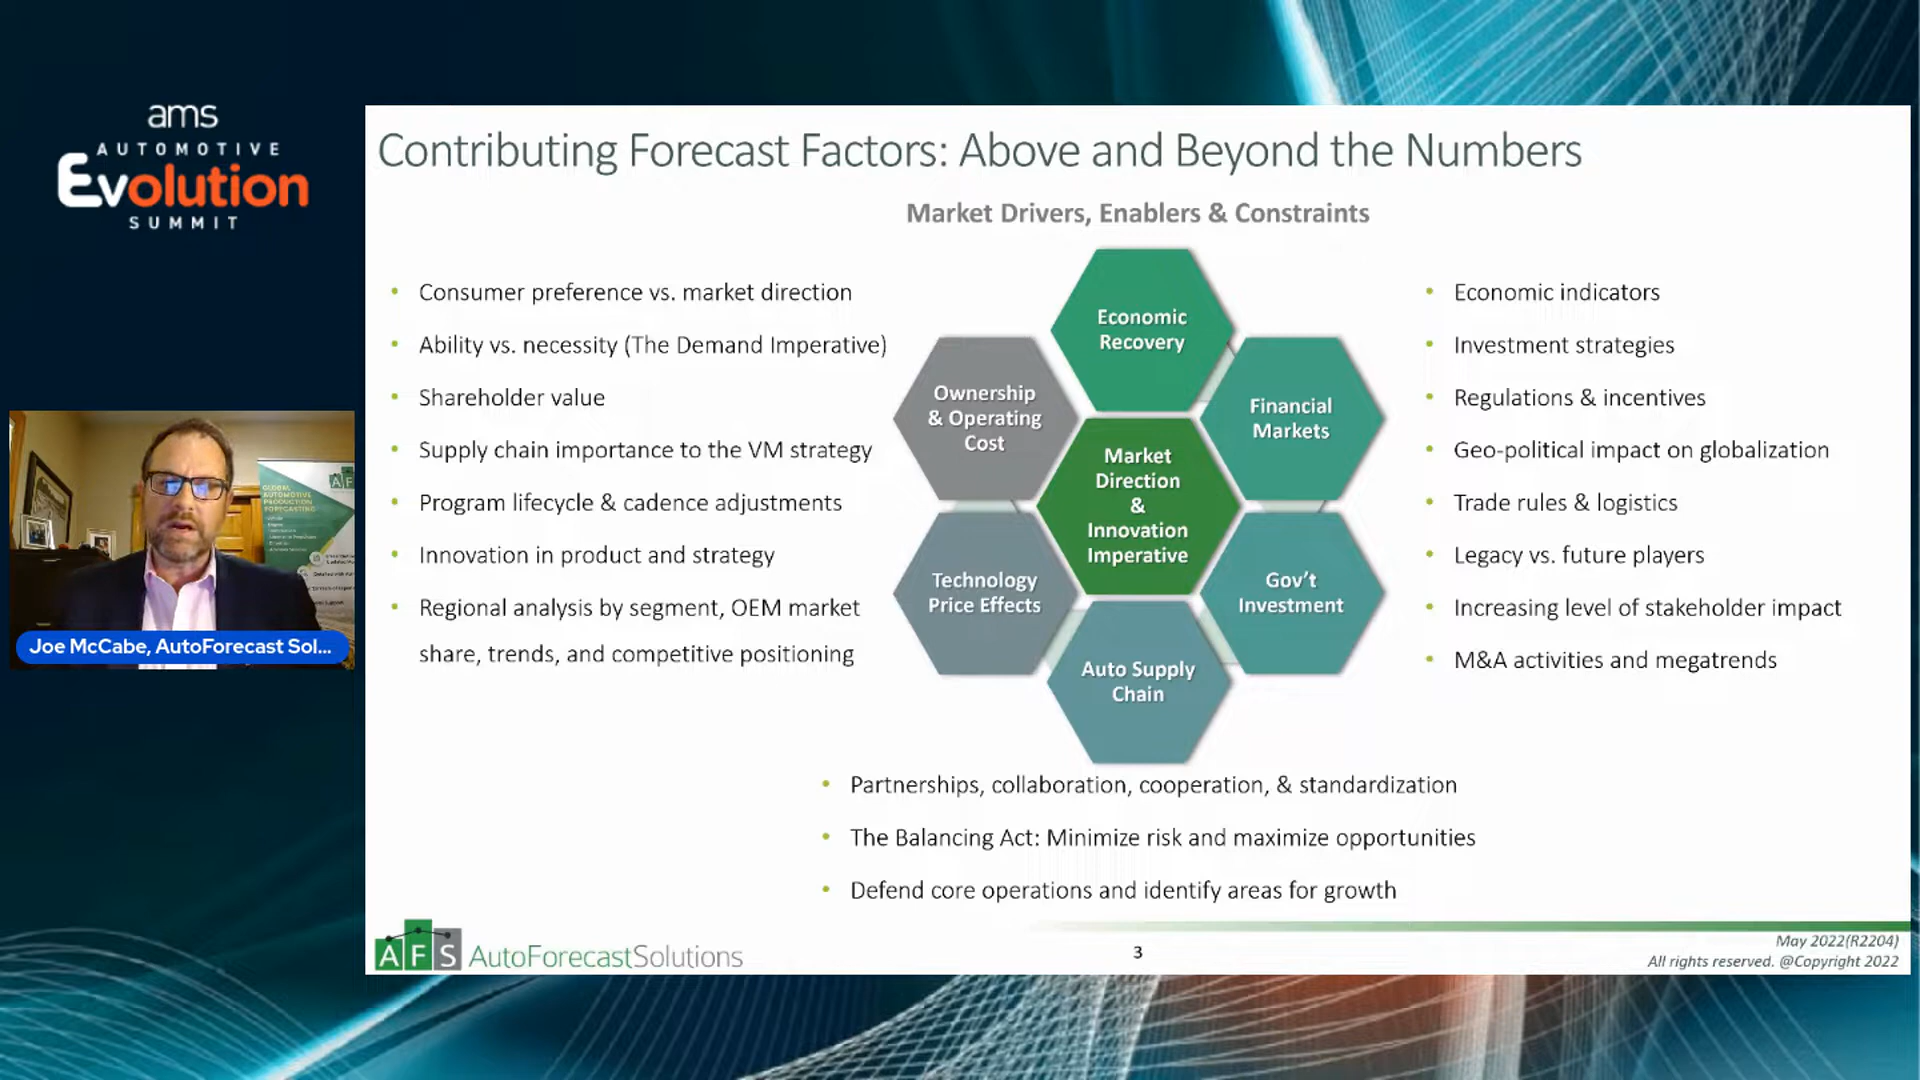 ams
AUTOMOTIVE
Evolution
SUMMIT
Contributing Forecast Factors: Above and Beyond the Numbers
Market Drivers, Enablers & Constraints
• Consumer preference vs. market direction
• Ability vs. necessity (The Demand Imperative)
• Shareholder value
• Supply chain importance to the VM strategy
• Program lifecycle & cadence adjustments
• Innovation in product and strategy
• Regional analysis by segment, OEM market
share, trends, and competitive positioning
Economic
Recovery
Ownership
& Operating
Cost
Financial
Markets
Market
Direction
&
Innovation
Imperative
Technology
Price Effects
Gov't
Investment
Auto Supply
Chain
• Economic indicators
• Investment strategies
• Regulations & incentives
• Geo-political impact on globalization
• Trade rules & logistics
• Legacy vs. future players
• Increasing level of stakeholder impact
• M&A activities and megatrends
• Partnerships, collaboration, cooperation, & standardization
• The Balancing Act: Minimize risk and maximize opportunities
• Defend core operations and identify areas for growth
GLOBAL
AUTOMOTIVE
PRODUCTION
FORECASTING
Joe McCabe, AutoForecast Sol...
AFS AutoForecastSolutions
3
May 2022(R2204)
All rights reserved. @Copyright 2022